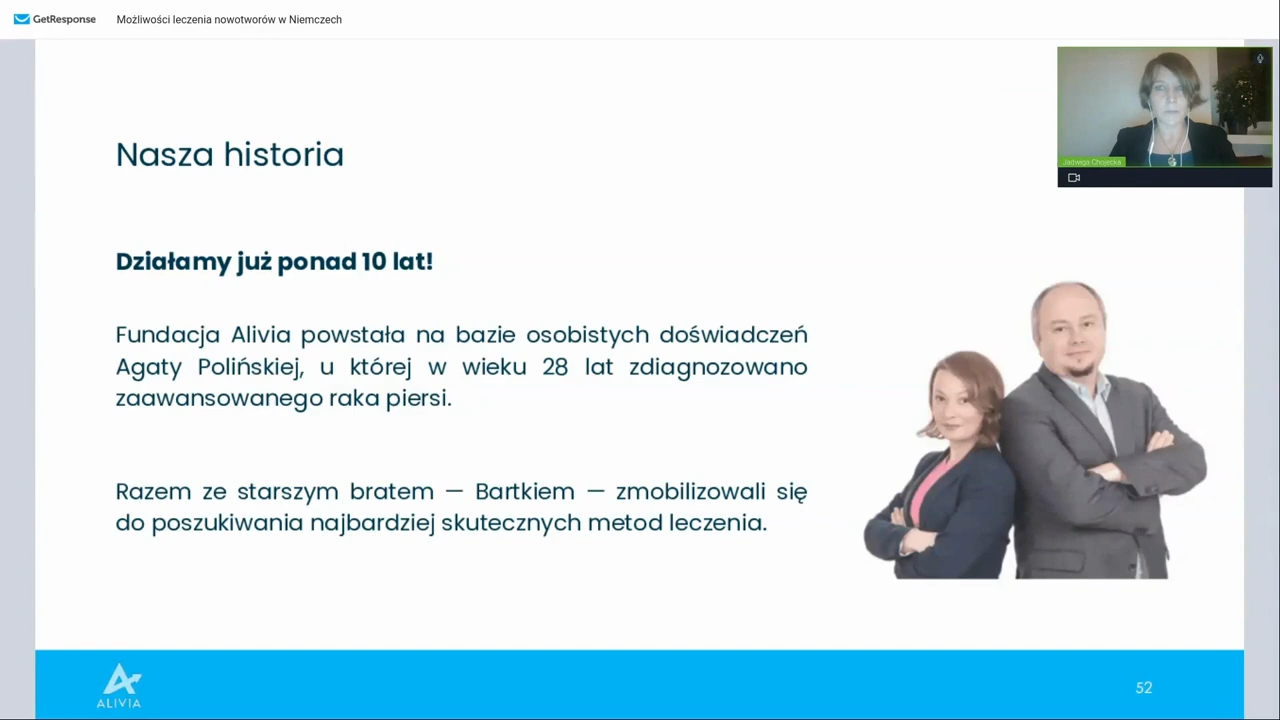 GetResponse Możliwości leczenia nowotworów w Niemczech
Jadwiga Chojecka
Nasza historia
Działamy już ponad 10 lat!
Fundacja Alivia powstała na bazie osobistych doświadczeń
Agaty Polińskiej, u której w wieku 28 lat zdiagnozowano
zaawansowanego raka piersi.
Razem ze starszym bratem — Bartkiem — zmobilizowali się
do poszukiwania najbardziej skutecznych metod leczenia.
ALIVIA
52